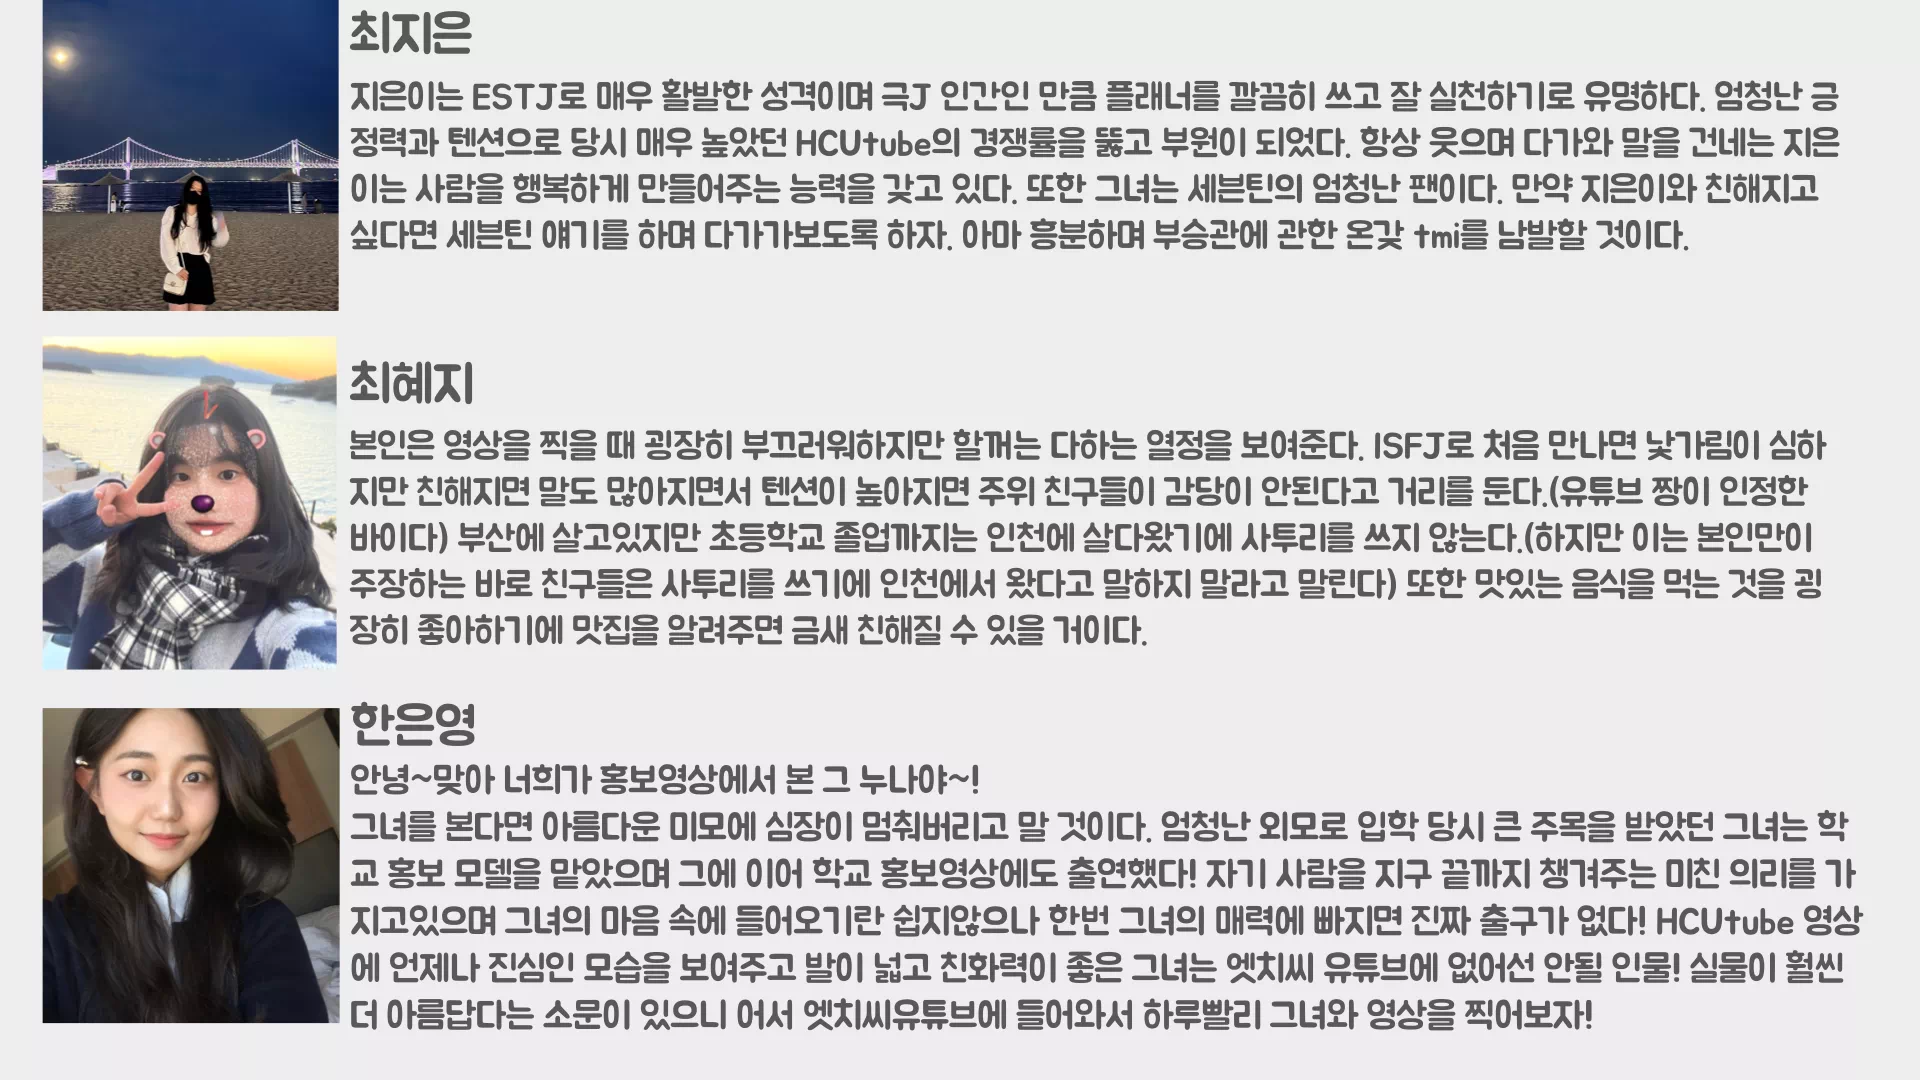 최지은
지은이는 ESTJ로 매우 활발한 성격이며 극J 인간인 만큼 플래너를 깔끔히 쓰고 잘 실천하기로 유명하다. 엄청난 긍
정력과 텐션으로 당시 매우 높았던 HCUtube의 경쟁률을 뚫고 부원이 되었다. 항상 웃으며 다가와 말을 건네는 지은
이는 사람을 행복하게 만들어주는 능력을 갖고 있다. 또한 그녀는 세븐틴의 엄청난 팬이다. 만약 지은이와 친해지고
싶다면 세븐틴 얘기를 하며 다가가보도록 하자. 아마 흥분하며 부승관에 관한 온갖 tmi를 남발할 것이다.
최혜지
본인은 영상을 찍을 때 굉장히 부끄러워하지만 할꺼는 다하는 열정을 보여준다. ISFJ로 처음 만나면 낯가림이 심하
지만 친해지면 말도 많아지면서 텐션이 높아지면 주위 친구들이 감당이 안된다고 거리를 둔다.(유튜브 짱이 인정한
바이다) 부산에 살고있지만 초등학교 졸업까지는 인천에 살다왔기에 사투리를 쓰지 않는다.(하지만 이는 본인만이
주장하는 바로 친구들은 사투리를 쓰기에 인천에서 왔다고 말하지 말라고 말린다) 또한 맛있는 음식을 먹는 것을 굉
장히 좋아하기에 맛집을 알려주면 금새 친해질 수 있을 거이다.
한은영
안녕~맞아 너희가 홍보영상에서 본 그 누나야~!
그녀를 본다면 아름다운 미모에 심장이 멈춰버리고 말 것이다. 엄청난 외모로 입학 당시 큰 주목을 받았던 그녀는 학
교 홍보 모델을 맡았으며 그에 이어 학교 홍보영상에도 출연했다! 자기 사람을 지구 끝까지 챙겨주는 미친 의리를 가
지고있으며 그녀의 마음 속에 들어오기란 쉽지않으나 한번 그녀의 매력에 빠지면 진짜 출구가 없다! HCUtube 영상
에 언제나 진심인 모습을 보여주고 발이 넓고 친화력이 좋은 그녀는 엣치씨 유튜브에 없어선 안될 인물! 실물이 훨씬
더 아름답다는 소문이 있으니 어서 엣치씨유튜브에 들어와서 하루빨리 그녀와 영상을 찍어보자!